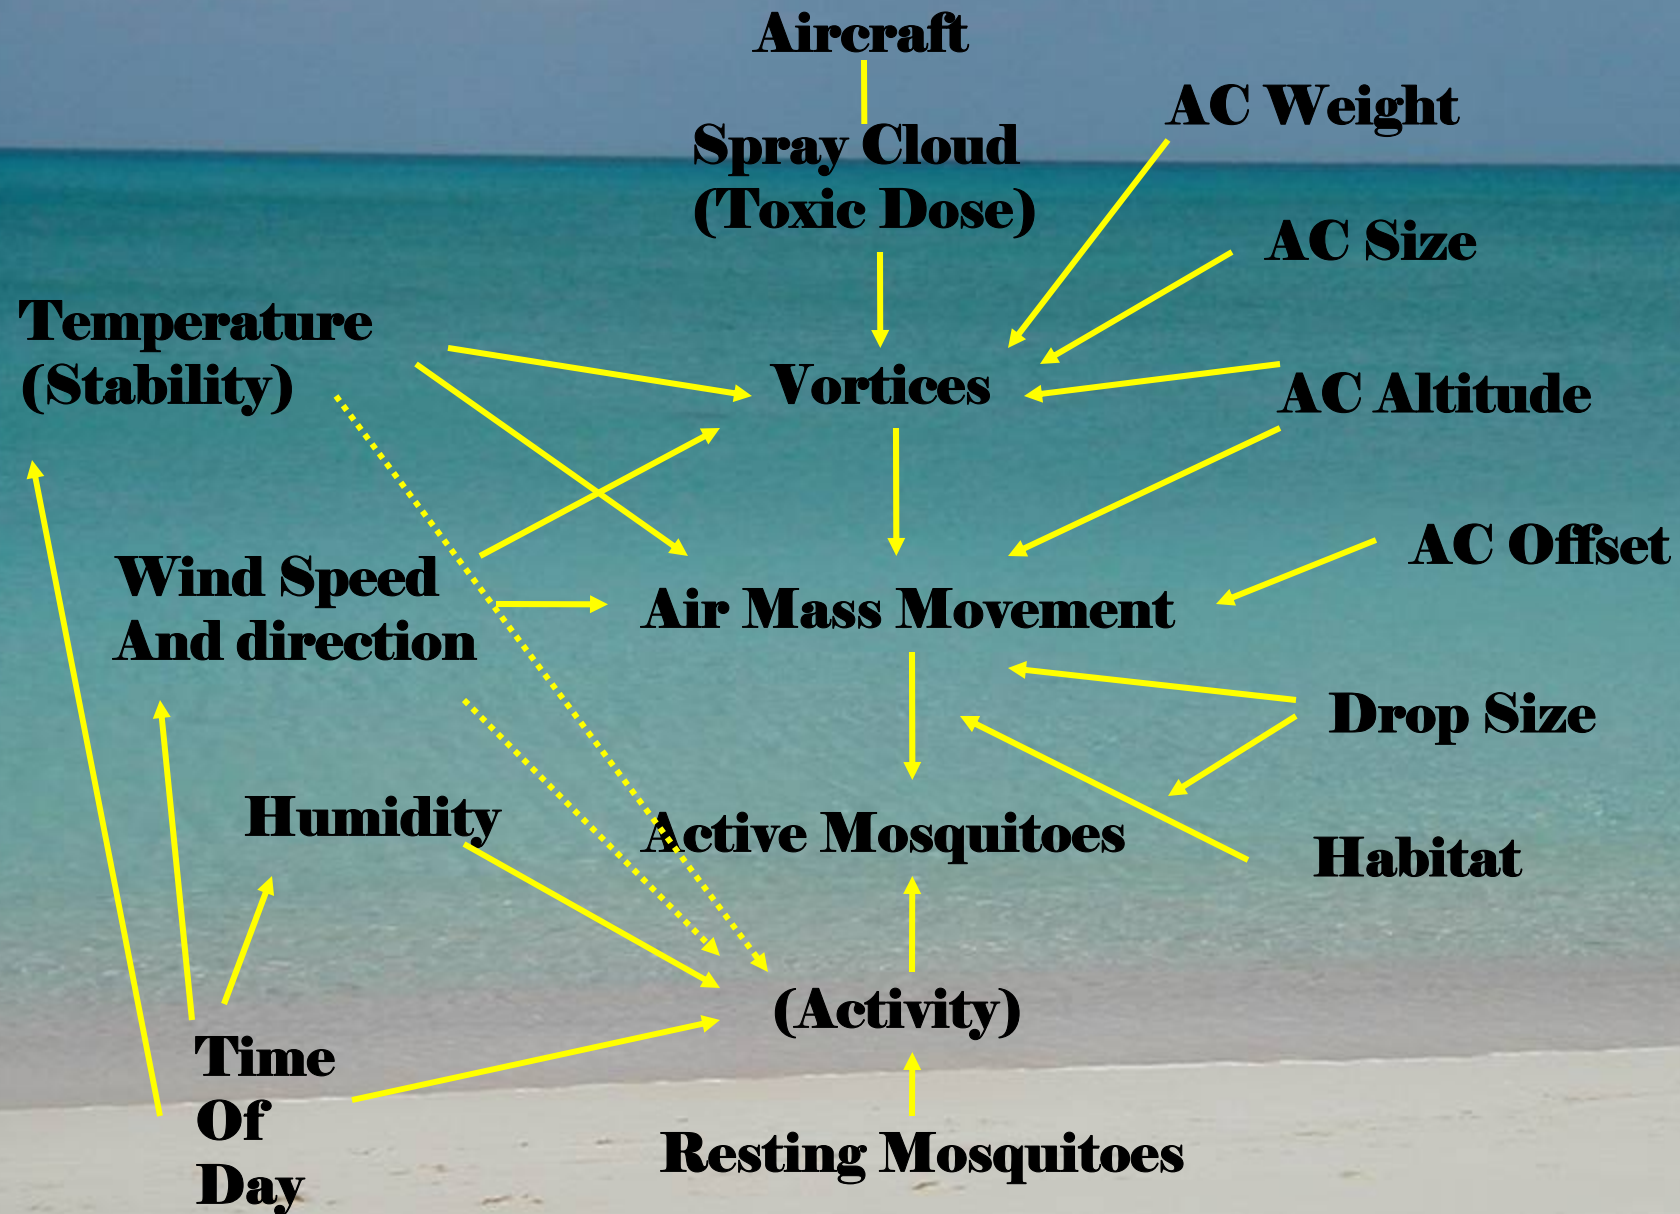 Aircraft
AC Weight
Spray Cloud
(Toxic Dose)
AC Size
Temperature
(Stability)
Vortices
AC Altitude
Wind Speed
And direction
Air Mass Movement
AC Offset
Drop Size
Humidity
Active Mosquitoes
Habitat
(Activity)
Time
Of
Day
Resting Mosquitoes